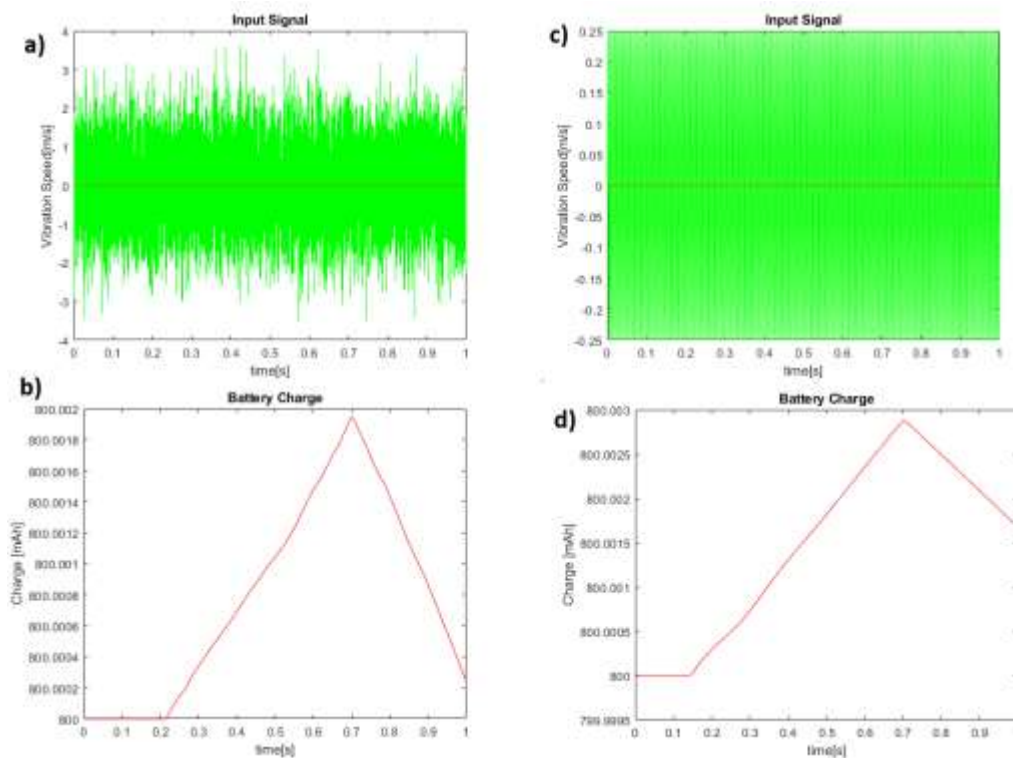 a)
Input Signal
Vibration Speed[m/s]
4
3
2
1
0
-1
-2
-3
-4
0 0.1 0.2 0.3 0.4 0.5 0.6 0.7 0.8 0.9 1
time[s]
c)
Input Signal
Vibration Speed[m/s]
0.25
0.2
0.15
0.1
0.05
0
-0.05
-0.1
-0.15
-0.2
-0.25
0 0.1 0.2 0.3 0.4 0.5 0.6 0.7 0.8 0.9 1
time[s]
b)
Battery Charge
Charge [mAh]
800.002
800.0018
800.0016
800.0014
800.0012
800.001
800.0008
800.0006
800.0004
800.0002
800
0 0.1 0.2 0.3 0.4 0.5 0.6 0.7 0.8 0.9 1
time[s]
d)
Battery Charge
Charge [mAh]
800.003
800.0025
800.002
800.0015
800.001
800.0005
800
799.9995
0 0.1 0.2 0.3 0.4 0.5 0.6 0.7 0.8 0.9
time[s]